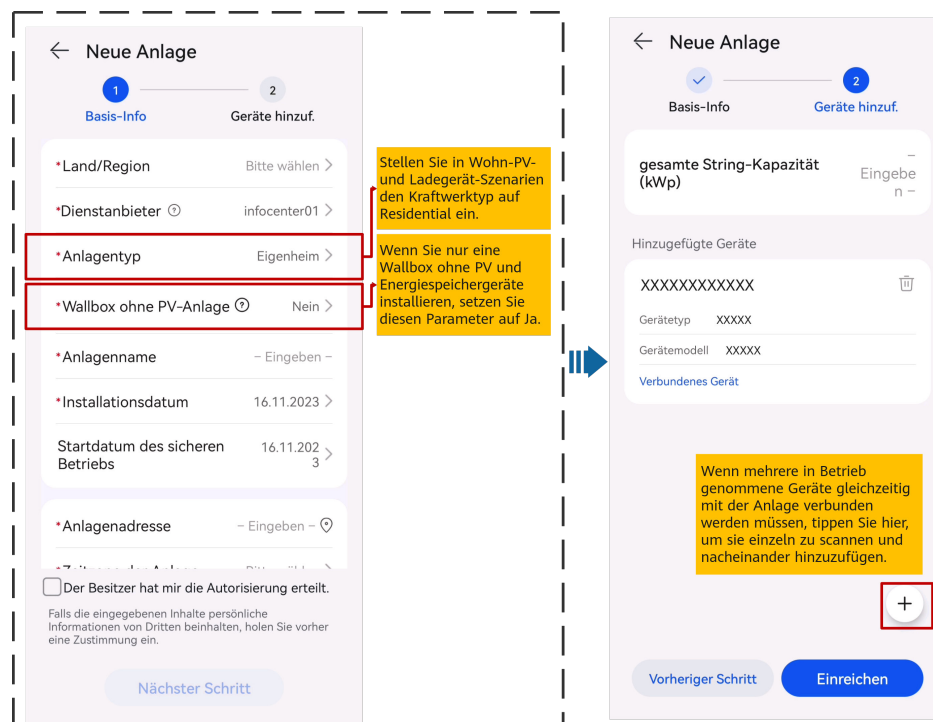 Neue Anlage
1
2
Basis-Info
Geräte hinzuf.
*Land/Region
Bitte wählen
*Dienstanbieter
infocenter01
*Anlagentyp
Eigenheim
*Wallbox ohne PV-Anlage
Nein
*Anlagenname
– Eingeben –
*Installationsdatum
16.11.2023
Startdatum des sicheren
Betriebs
16.11.202
3
*Anlagenadresse
– Eingeben –
Der Besitzer hat mir die Autorisierung erteilt.
Falls die eingegebenen Inhalte persönliche
Informationen von Dritten beinhalten, holen Sie vorher
eine Zustimmung ein.
Nächster Schritt
Stellen Sie in Wohn-PV-
und Ladegerät-Szenarien
den Kraftwerktyp auf
Residential ein.
Wenn Sie nur eine
Wallbox ohne PV und
Energiespeichergeräte
installieren, setzen Sie
diesen Parameter auf Ja.
Neue Anlage
2
Basis-Info
Geräte hinzuf.
gesamte String-Kapazität
(kWp)
–
Eingebe
n –
Hinzugefügte Geräte
XXXXXXXXXXXX
Gerätetyp XXXXX
Gerätemodell XXXXX
Verbundenes Gerät
Wenn mehrere in Betrieb
genommene Geräte gleichzeitig
mit der Anlage verbunden
werden müssen, tippen Sie hier,
um sie einzeln zu scannen und
nacheinander hinzuzufügen.
+
Vorheriger Schritt
Einreichen